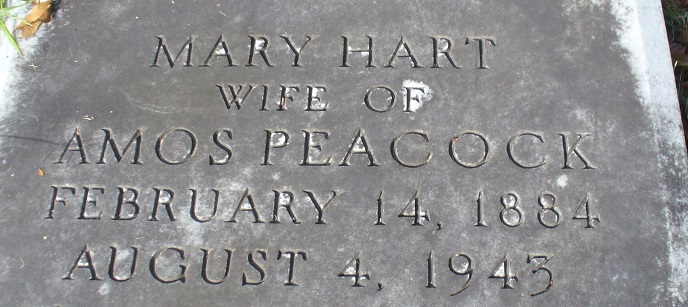 MARY HART
WIFE OF
AMOS PEACOCK
FEBRUARY 14, 1884
AUGUST 4, 1943